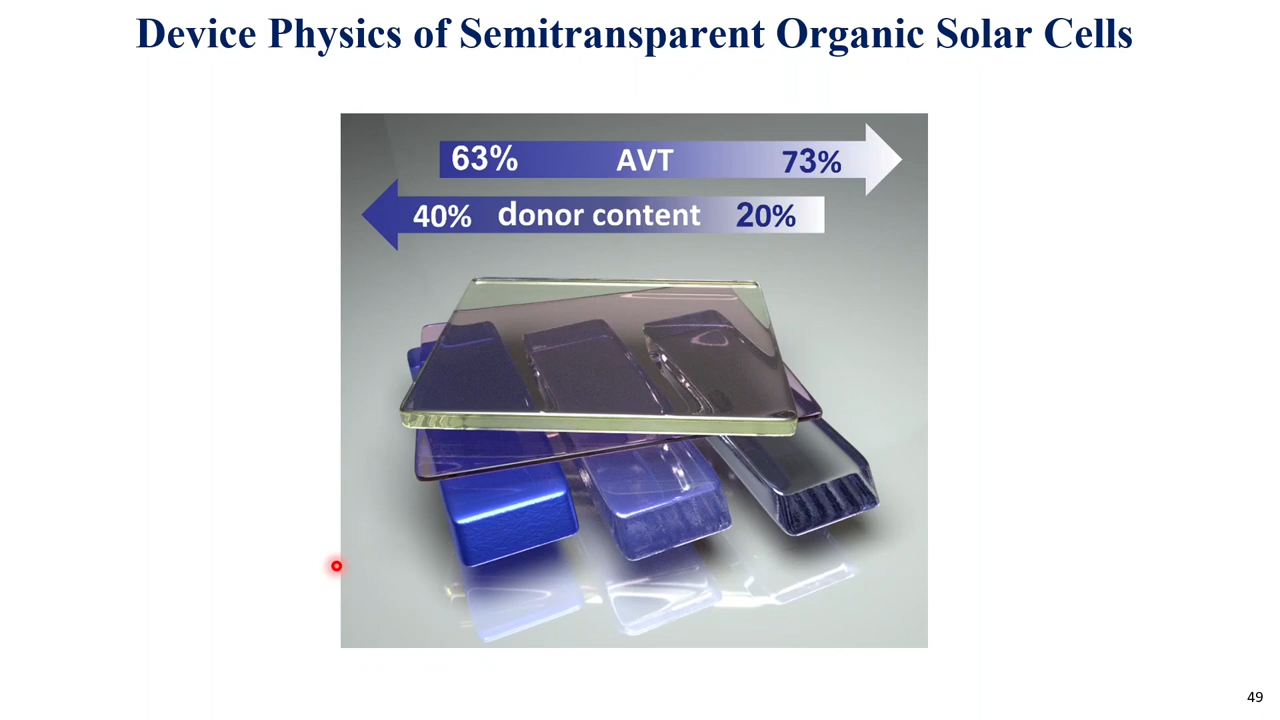 Device Physics of Semitransparent Organic Solar Cells
63% AVT 73%
40% donor content 20%
49